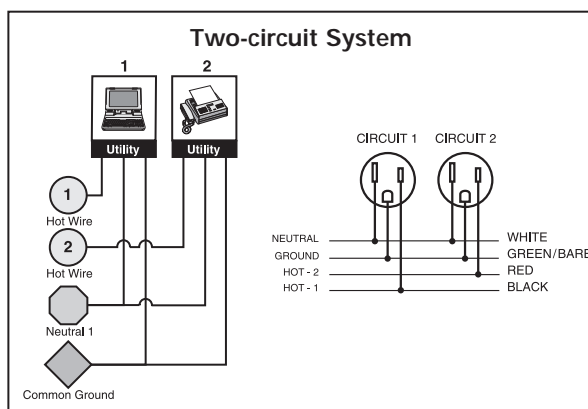 Two-circuit System
1 2
Utility Utility
1
Hot Wire
2
Hot Wire
Neutral 1
Common Ground
CIRCUIT 1 CIRCUIT 2
NEUTRAL WHITE
GROUND GREEN/BARE
HOT - 2 RED
HOT - 1 BLACK